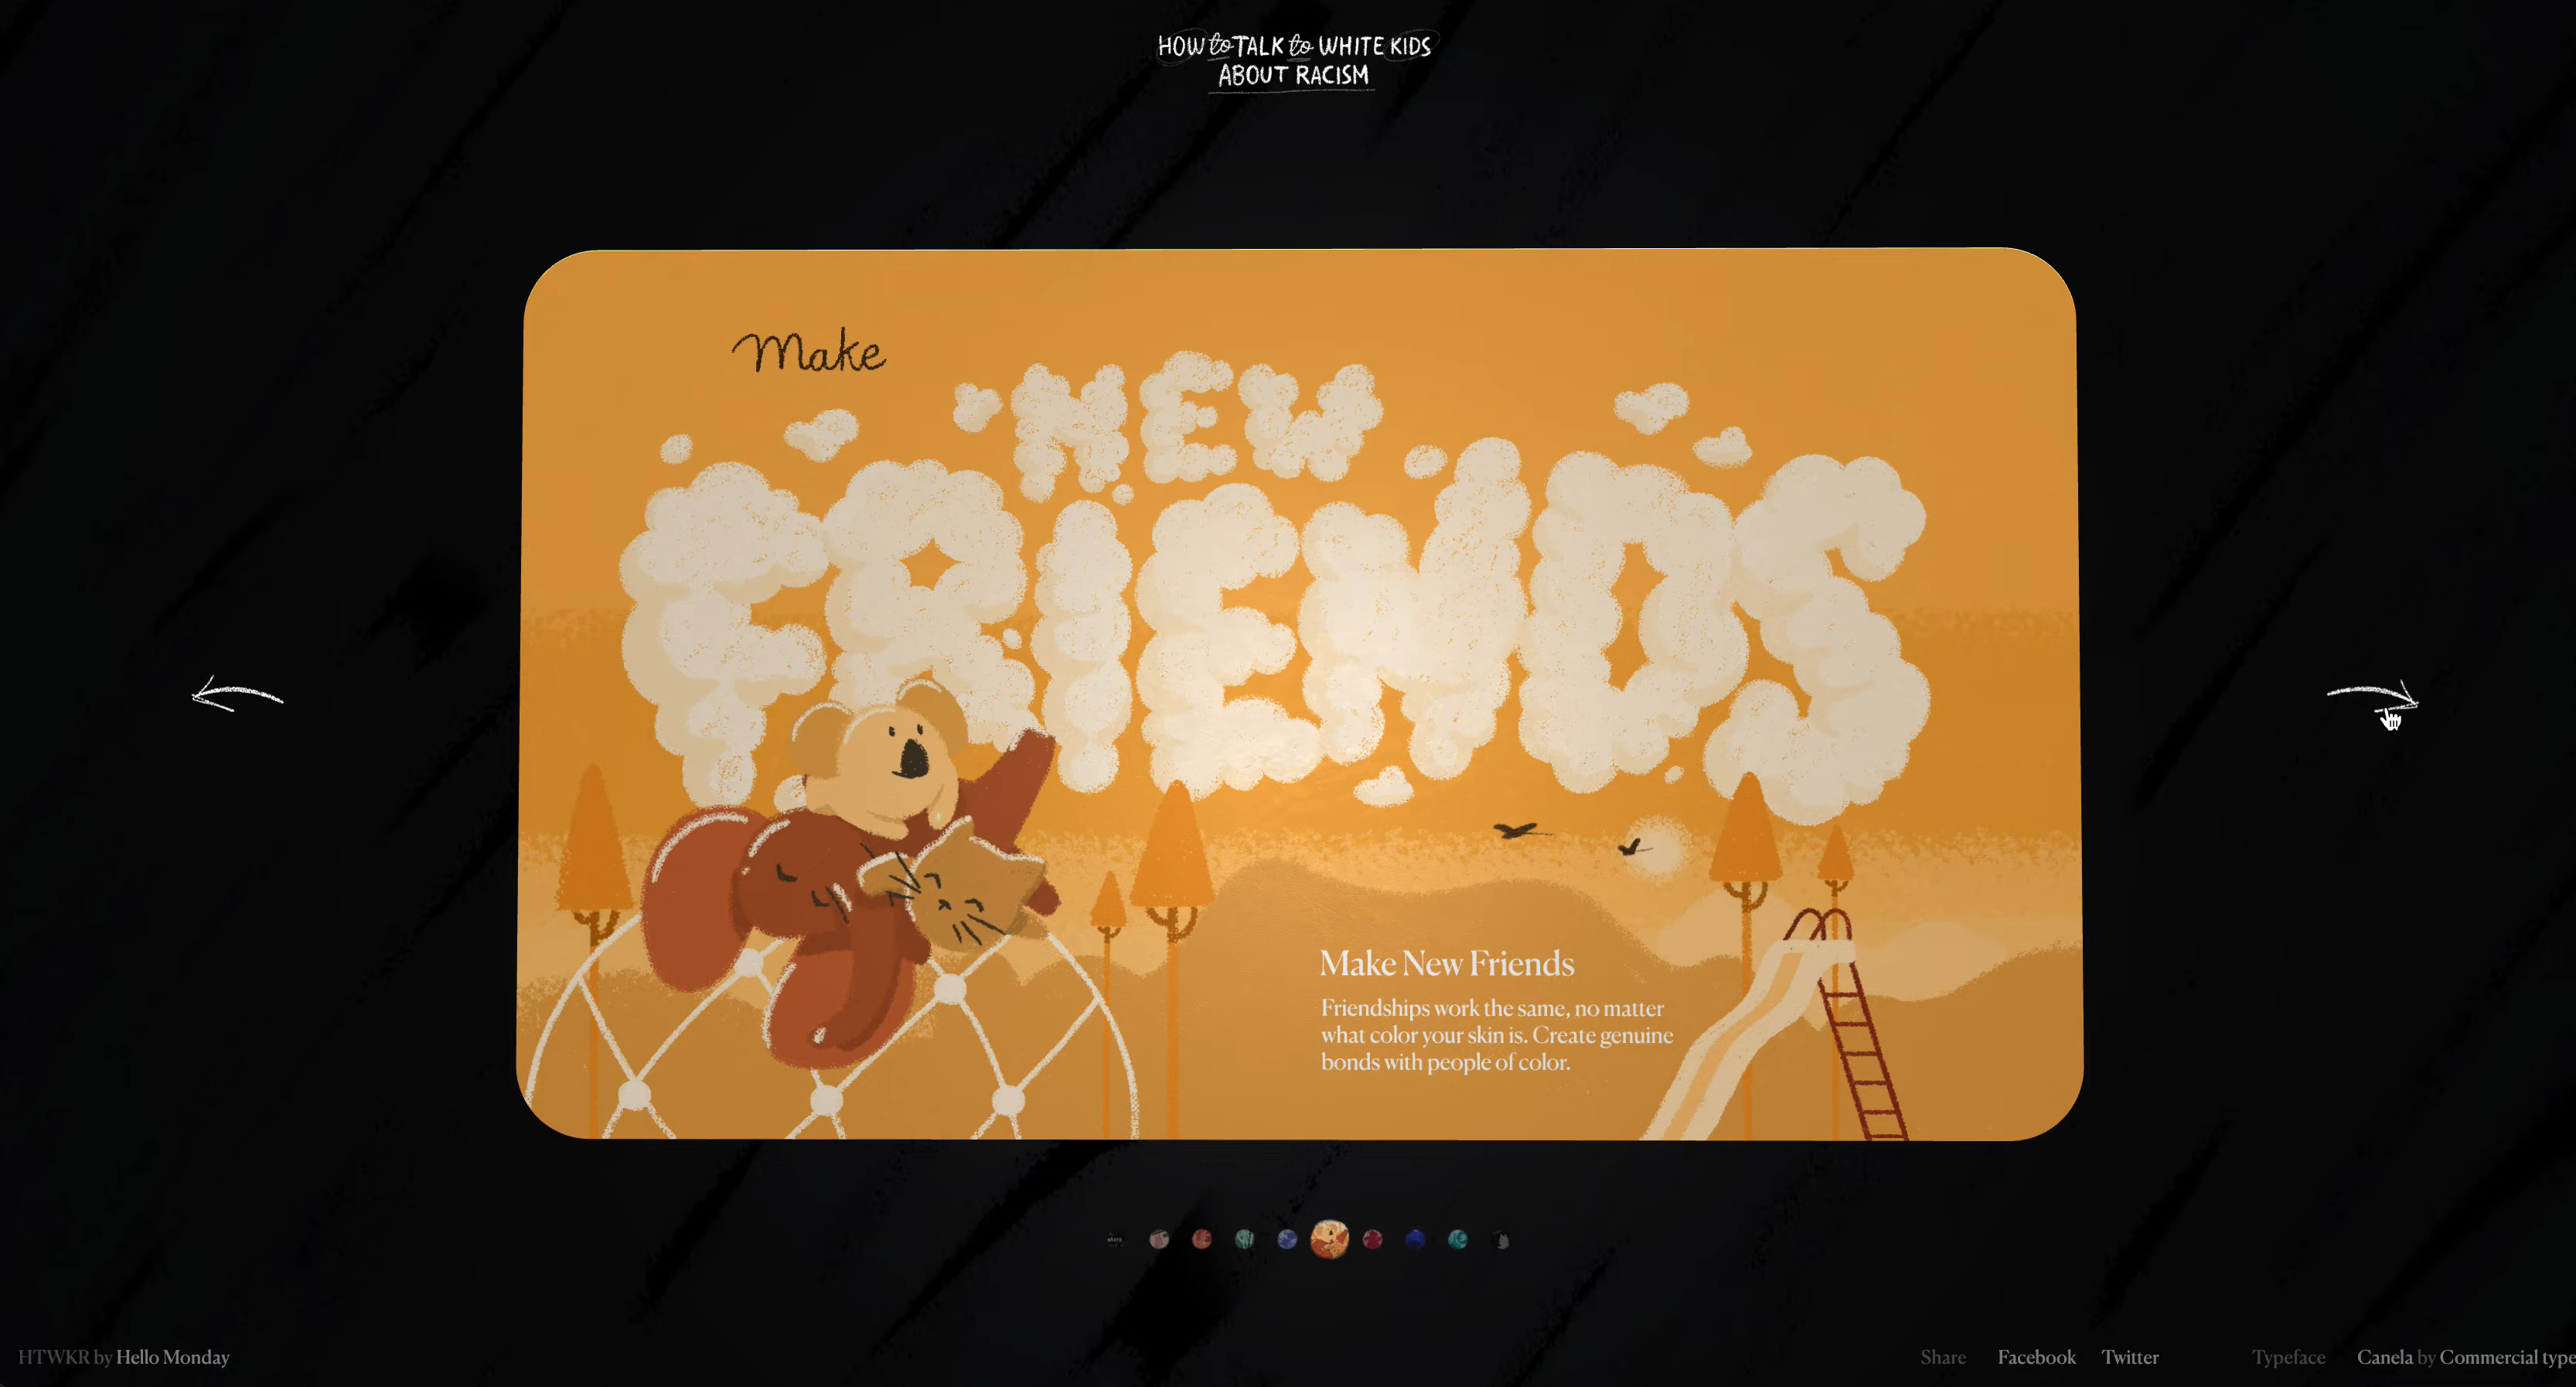 HOW to TALK to WHITE KIDS
ABOUT RACISM
Make
NEW
FRIENDS
Make New Friends
Friendships work the same, no matter
what color your skin is. Create genuine
bonds with people of color.
HTWKR by Hello Monday
Share Facebook Twitter Typeface Canela by Commercial type